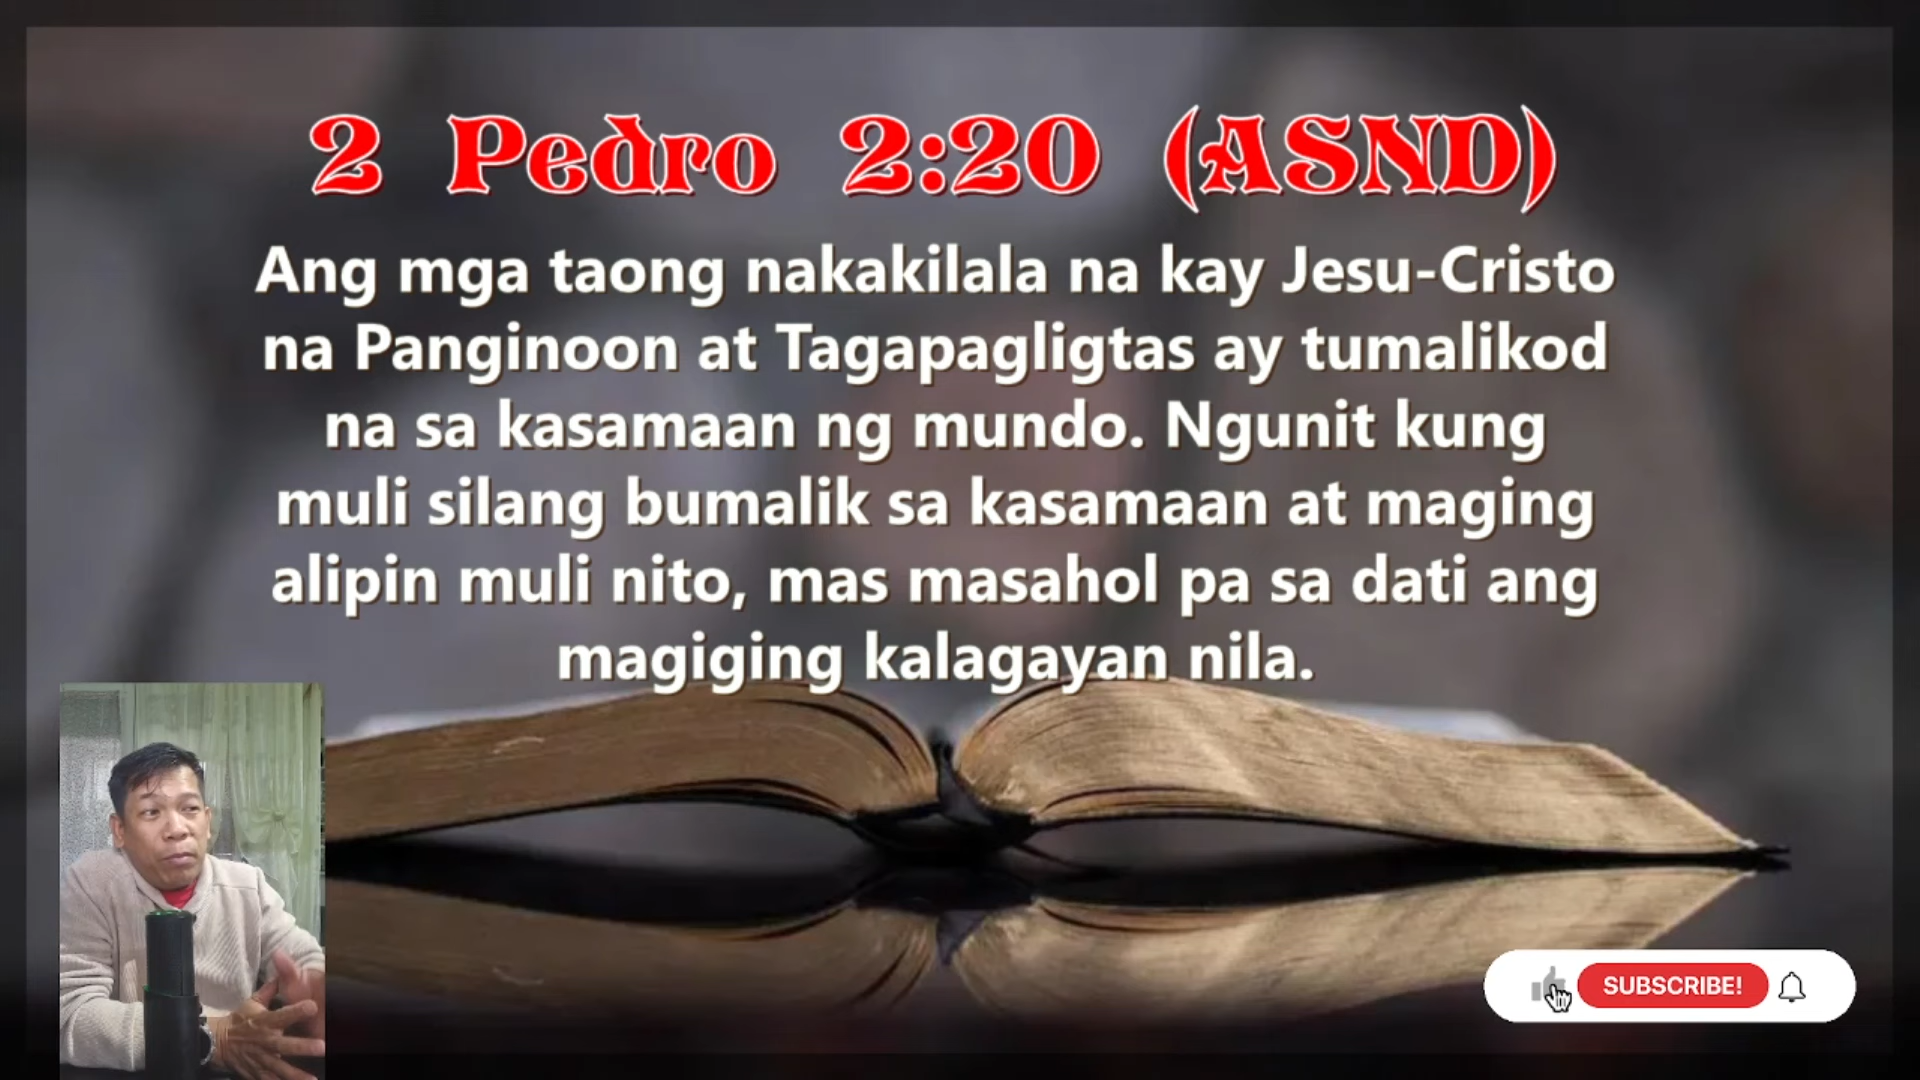 2 Pedro 2:20 (ASND)
Ang mga taong nakakilala na kay Jesu-Cristo
na Panginoon at Tagapagligtas ay tumalikod
na sa kasamaan ng mundo. Ngunit kung
muli silang bumalik sa kasamaan at maging
alipin muli nito, mas masahol pa sa dati ang
magiging kalagayan nila.
SUBSCRIBE!